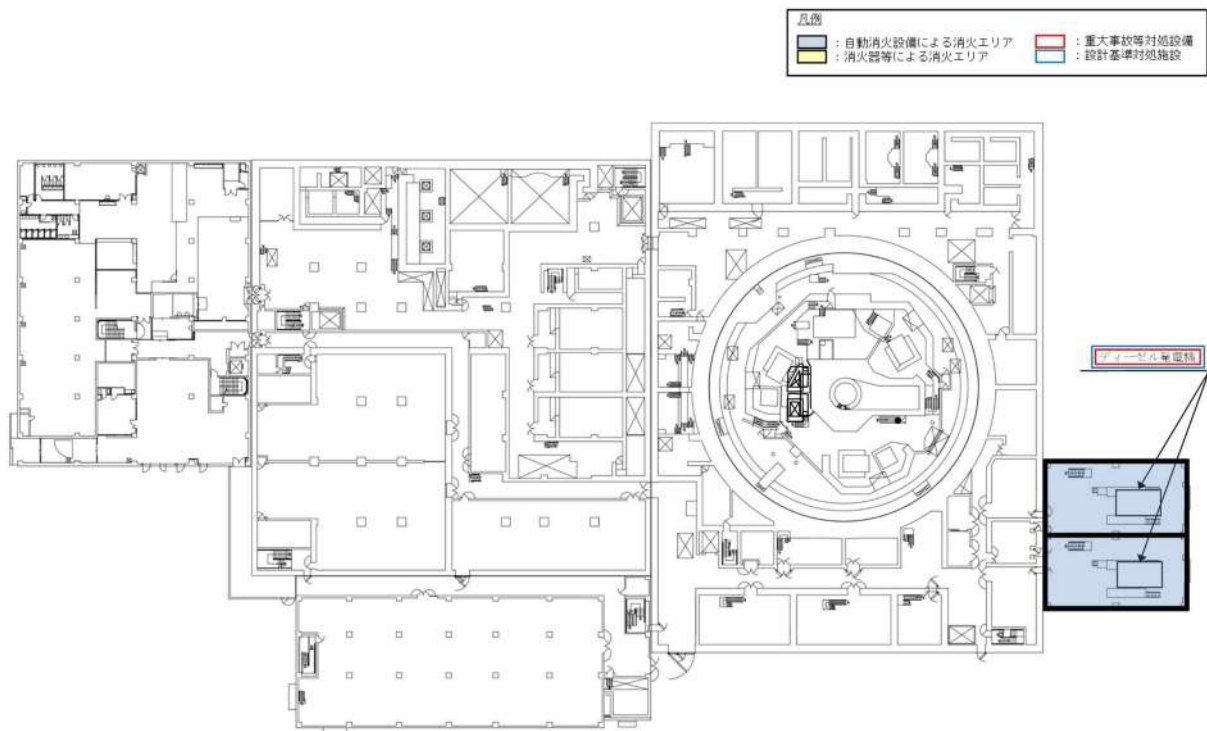 凡例
：自動消火設備による消火エリア
：重大事故等対処設備
：消火器等による消火エリア
：設計基準対処施設
ディーゼル発電機